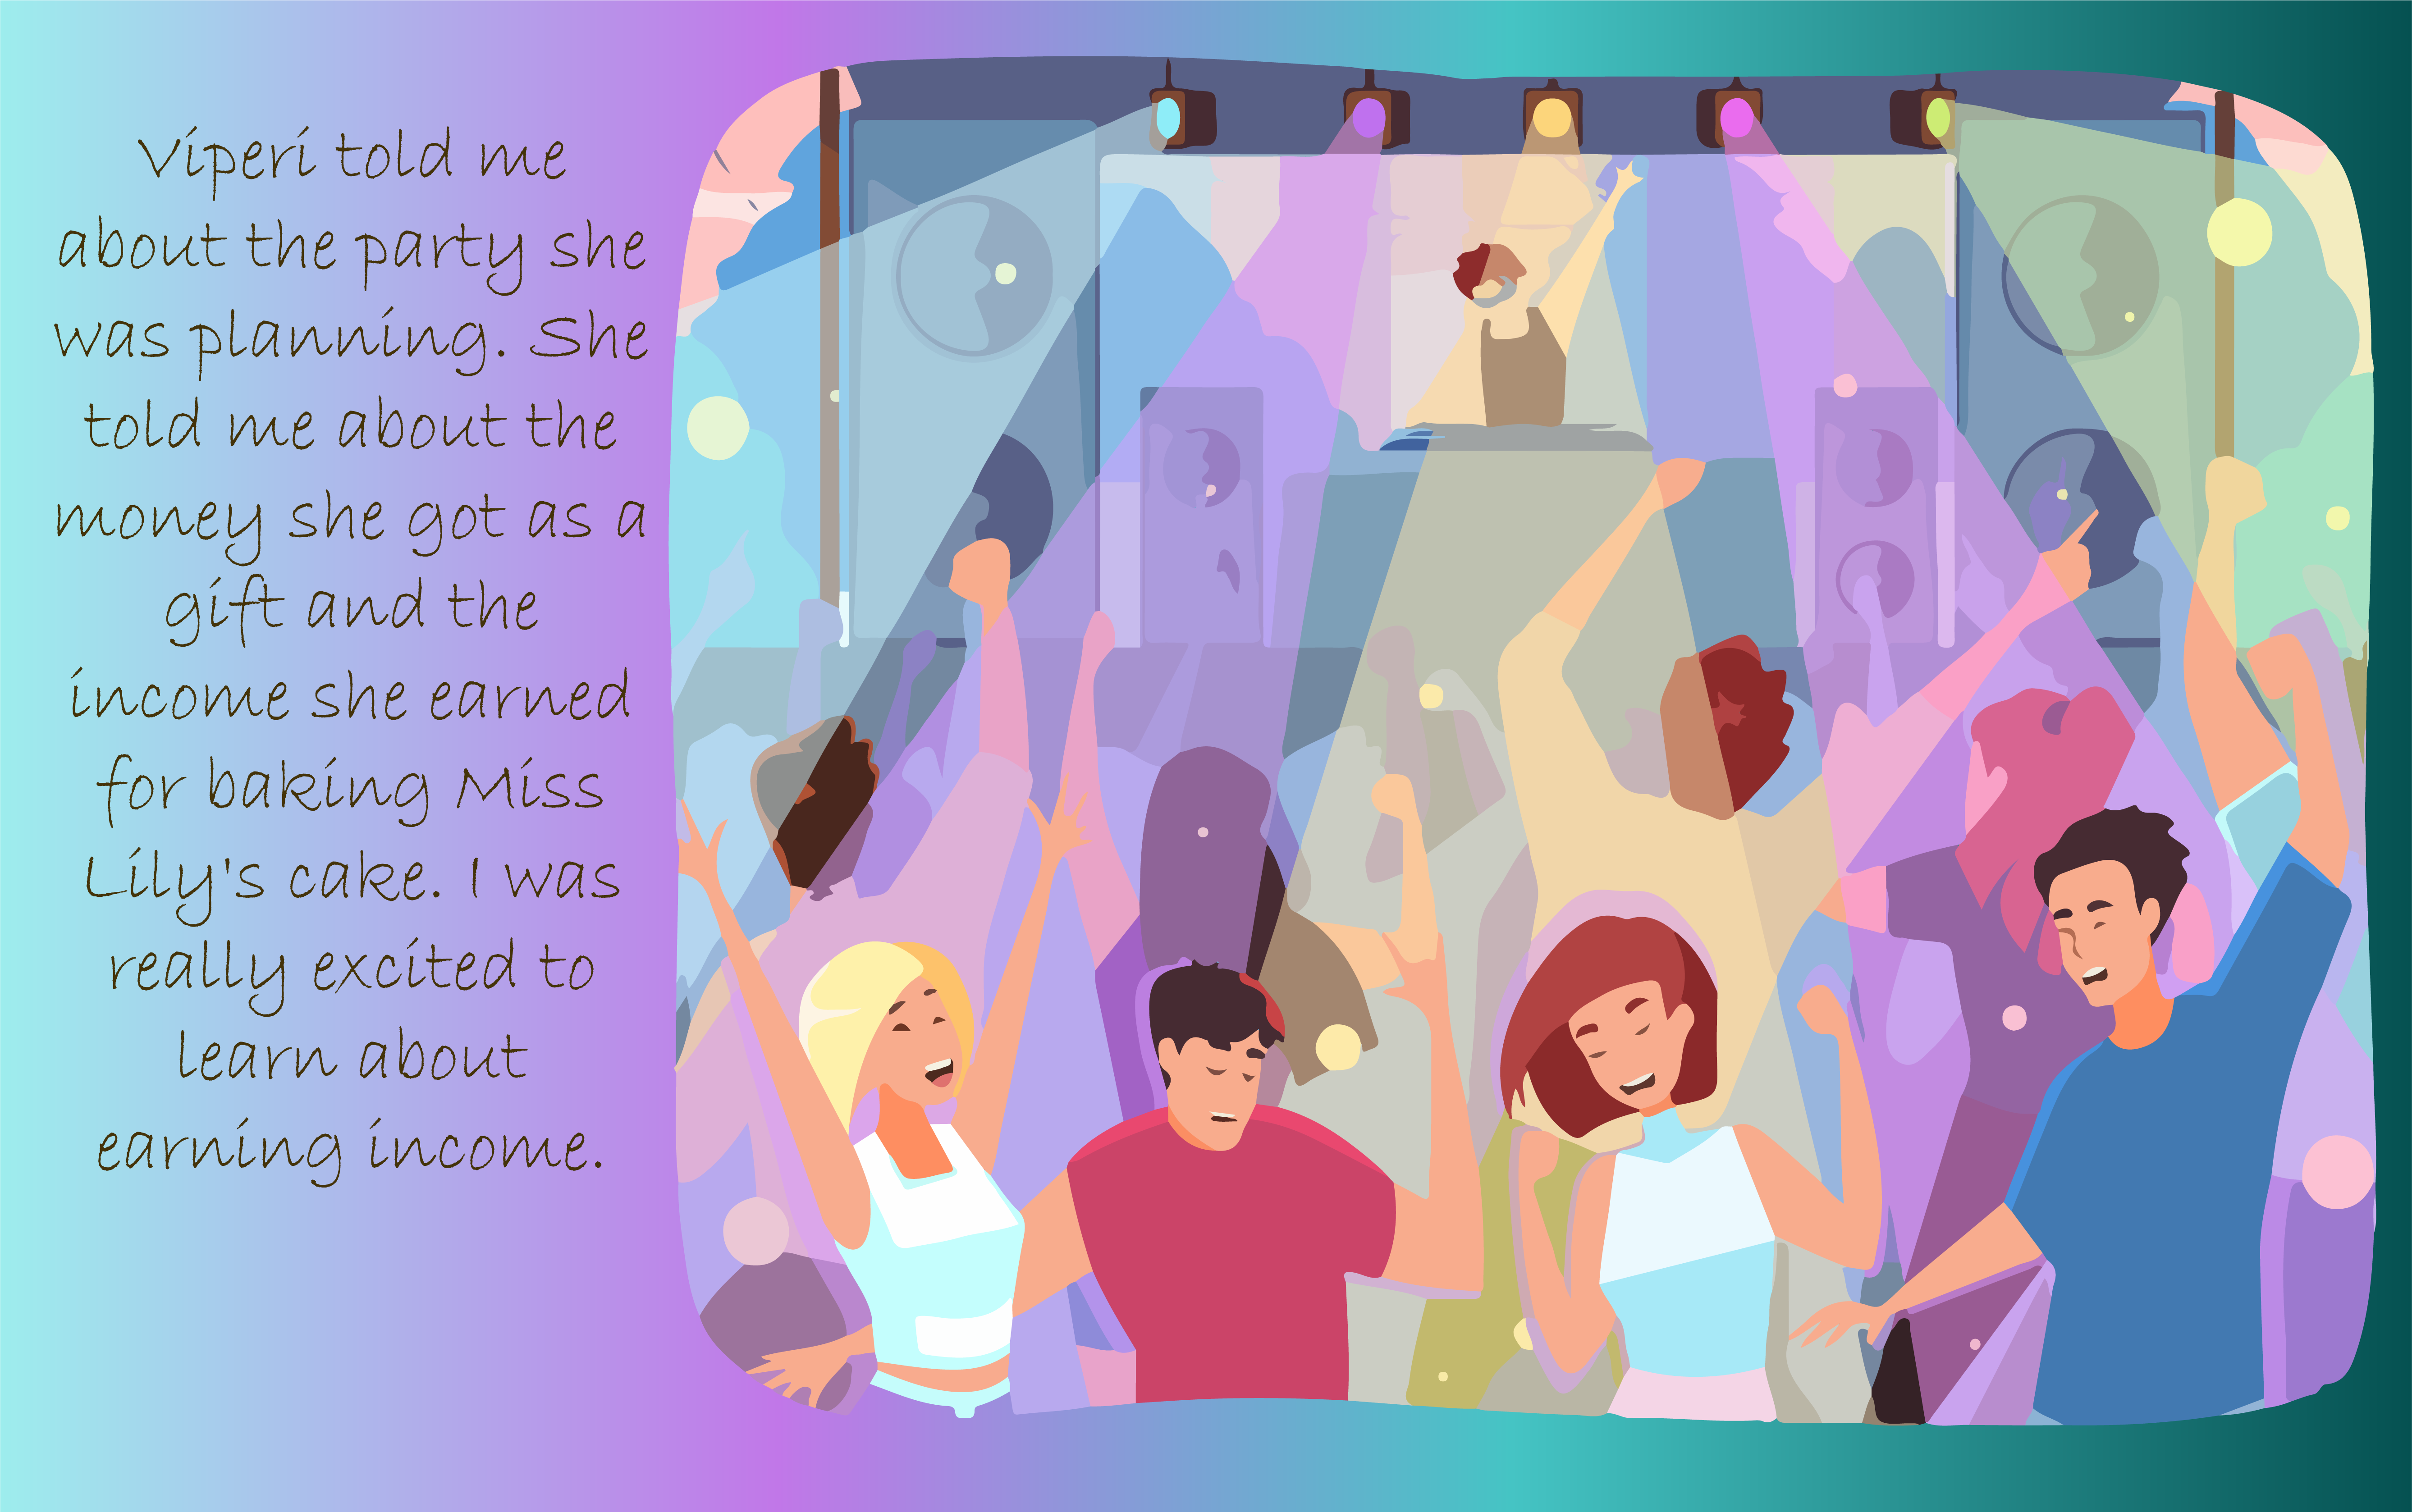 Viperi told me
about the party she
was planning. She
told me about the
money she got as a
gift and the
income she earned
for baking Miss
Lily's cake. I was
really excited to
learn about
earning income.